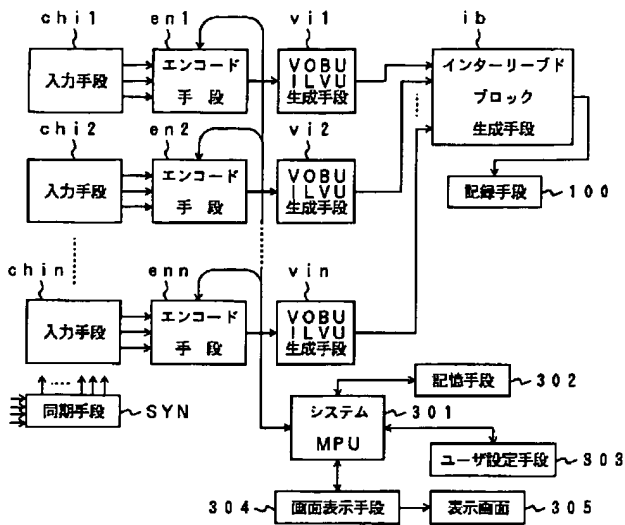 chi1 en1 vi1 ib
入力手段
エンコード
手段
VOBU
ILVU
生成手段
インターリーブド
ブロック
生成手段
chi2 en2 vi2
入力手段
エンコード
手段
VOBU
ILVU
生成手段
記録手段 100
chin enn vin
入力手段
エンコード
手段
VOBU
ILVU
生成手段
同期手段 SYN
記憶手段 302
システム
MPU
301
ユーザ設定手段 303
304 画面表示手段
表示画面 305